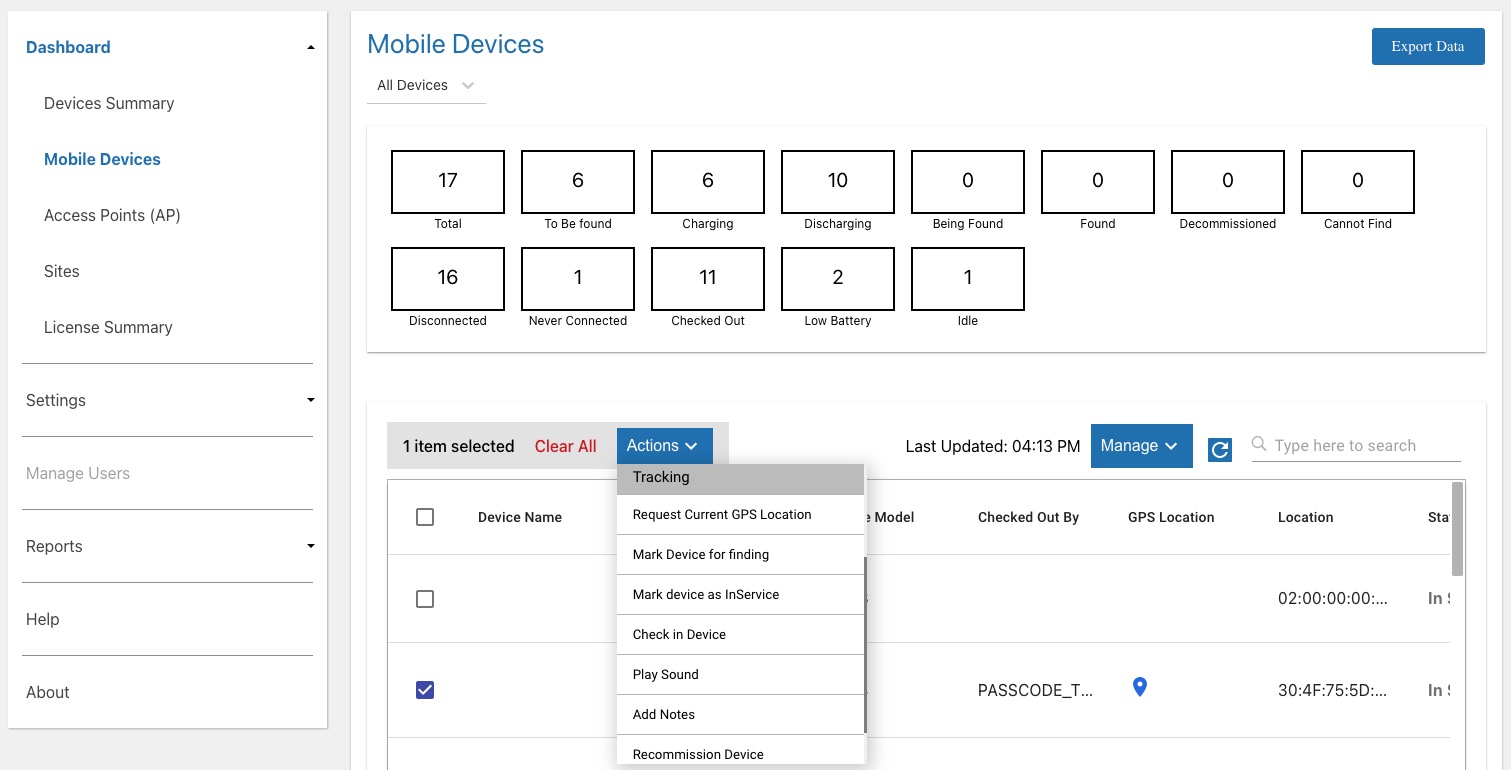 Dashboard
Devices Summary
Mobile Devices
Access Points (AP)
Sites
License Summary
Settings
Manage Users
Reports
Help
About
Mobile Devices
Export Data
All Devices
17 6 6 10 0 0 0 0
Total To Be found Charging Discharging Being Found Found Decommissioned Cannot Find
16 1 11 2 1
Disconnected Never Connected Checked Out Low Battery Idle
1 item selected Clear All Actions Last Updated: 04:13 PM Manage Type here to search
Tracking
Request Current GPS Location
Mark Device for finding
Mark device as InService
Check in Device
Play Sound
Add Notes
Recommission Device
Device Name Model Checked Out By GPS Location Location
02:00:00:00:... In
PASSCODE_T... 30:4F:75:5D:... In